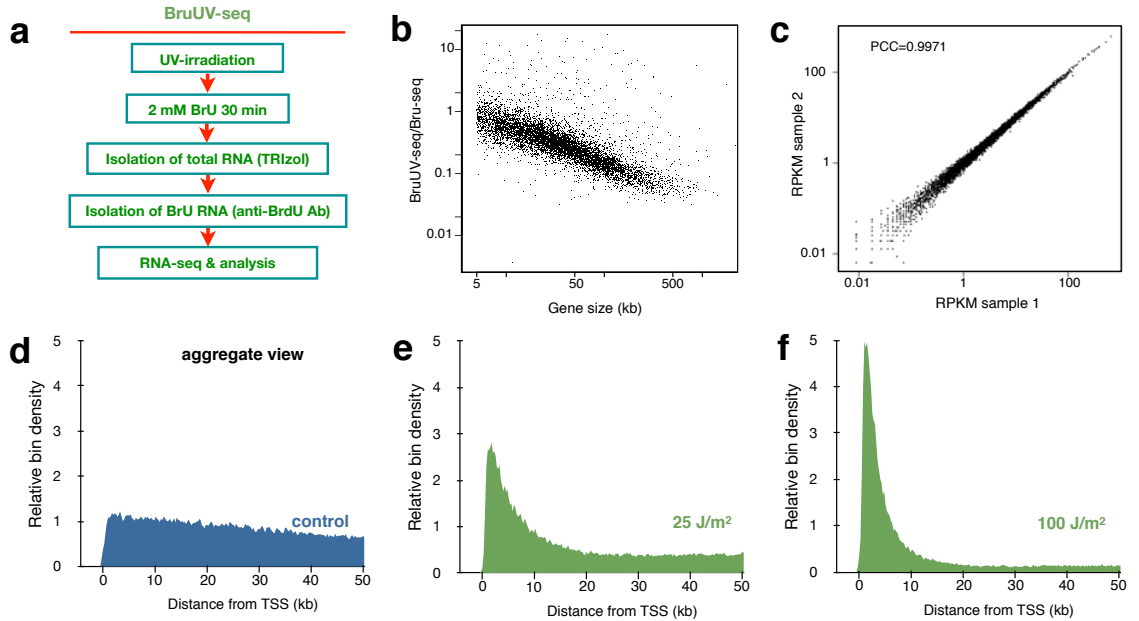 a
BruUV-seq
UV-irradiation
2 mM BrU 30 min
Isolation of total RNA (TRIzol)
Isolation of BrU RNA (anti-BrdU Ab)
RNA-seq & analysis
b
BruUV-seq/Bru-seq
10
1
0.1
0.01
5
50
500
Gene size (kb)
c
PCC=0.9971
RPKM sample 2
100
1
0.01
0.01
1
100
RPKM sample 1
d
aggregate view
Relative bin density
5
4
3
2
1
0
control
0
10
20
30
40
50
Distance from TSS (kb)
e
Relative bin density
5
4
3
2
1
0
25 J/m²
0
10
20
30
40
50
Distance from TSS (kb)
f
Relative bin density
5
4
3
2
1
0
100 J/m²
0
10
20
30
40
50
Distance from TSS (kb)